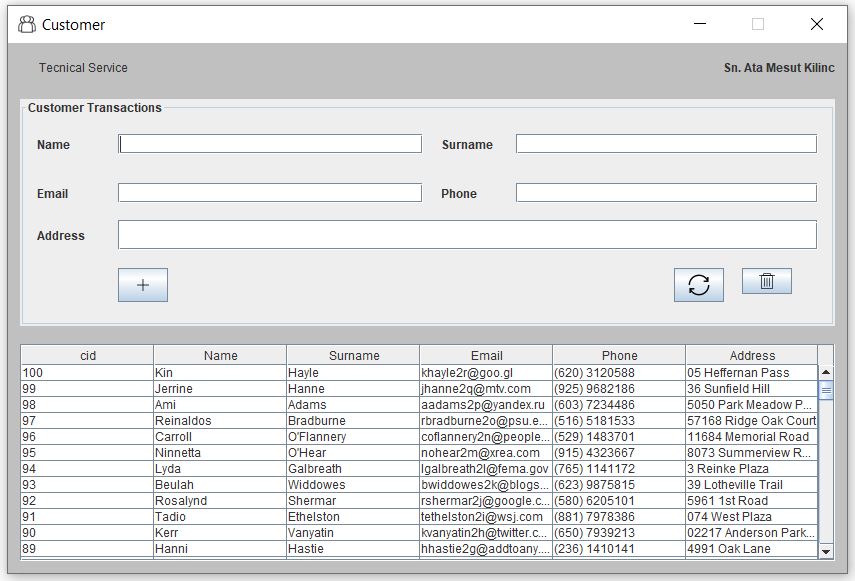 Customer
Tecnical Service Sn. Ata Mesut Kilinc
Customer Transactions
Name Surname
Email Phone
Address
cid Name Surname Email Phone Address
100 Kin Hayle khayle2r@goo.gl (620) 3120588 05 Heffernan Pass
99 Jerrine Hanne jhanne2q@mtv.com (925) 9682186 36 Sunfield Hill
98 Ami Adams aadams2p@yandex.ru (603) 7234486 5050 Park Meadow P...
97 Reinaldos Bradburne rbradburne2o@psu.e... (516) 5181533 57168 Ridge Oak Court
96 Carroll O'Flannery coflannery2n@people... (529) 1483701 11684 Memorial Road
95 Ninnetta O'Hear nohear2m@xrea.com (915) 4323667 8073 Summerview R...
94 Lyda Galbreath lgalbreath2l@fema.gov (765) 1141172 3 Reinke Plaza
93 Beulah Widdowes bwiddowes2k@blogs... (623) 9875815 39 Lotheville Trail
92 Rosalynd Shermar rshermar2j@google.c... (580) 6205101 5961 1st Road
91 Tadio Ethelston tethelston2i@wsj.com (881) 7978386 074 West Plaza
90 Kerr Vanyatin kvanyatin2h@twitter.c... (650) 7939213 02217 Anderson Park...
89 Hanni Hastie hhastie2g@addtoany.... (236) 1410141 4991 Oak Lane